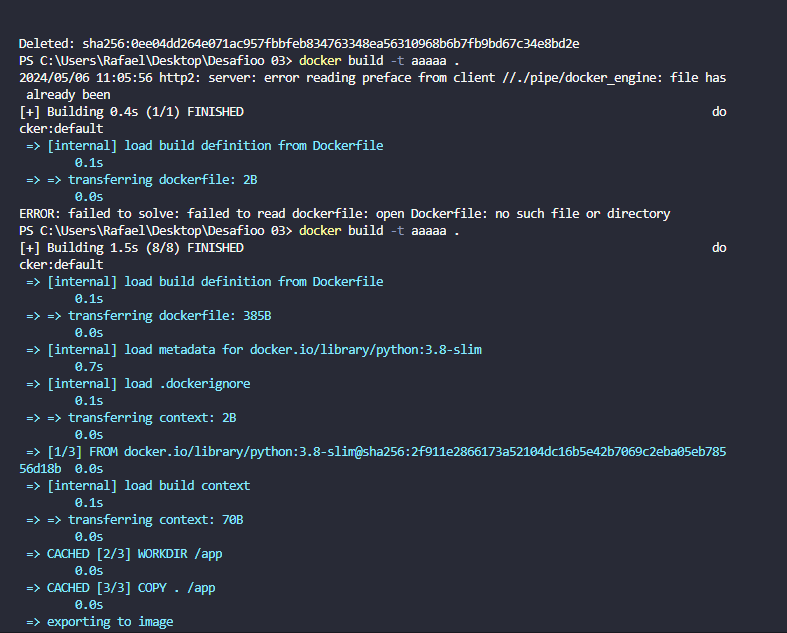 Deleted: sha256:0ee04dd264e071ac957fbbfeb834763348ea56310968b6b7fb9bd67c34e8bd2e
PS C:\Users\Rafael\Desktop\Desafioo 03> docker build -t aaaaa .
2024/05/06 11:05:56 http2: server: error reading preface from client //./pipe/docker_engine: file has
 already been
[+] Building 0.4s (1/1) FINISHED do
cker:default
 => [internal] load build definition from Dockerfile
0.1s
 => => transferring dockerfile: 2B
0.0s
ERROR: failed to solve: failed to read dockerfile: open Dockerfile: no such file or directory
PS C:\Users\Rafael\Desktop\Desafioo 03> docker build -t aaaaa .
[+] Building 1.5s (8/8) FINISHED do
cker:default
 => [internal] load build definition from Dockerfile
0.1s
 => => transferring dockerfile: 385B
0.0s
 => [internal] load metadata for docker.io/library/python:3.8-slim
0.7s
 => [internal] load .dockerignore
0.1s
 => => transferring context: 2B
0.0s
 => [1/3] FROM docker.io/library/python:3.8-slim@sha256:2f911e2866173a52104dc16b5e42b7069c2eba05eb785
56d18b 0.0s
 => [internal] load build context
0.1s
 => => transferring context: 70B
0.0s
 => CACHED [2/3] WORKDIR /app
0.0s
 => CACHED [3/3] COPY . /app
0.0s
 => exporting to image